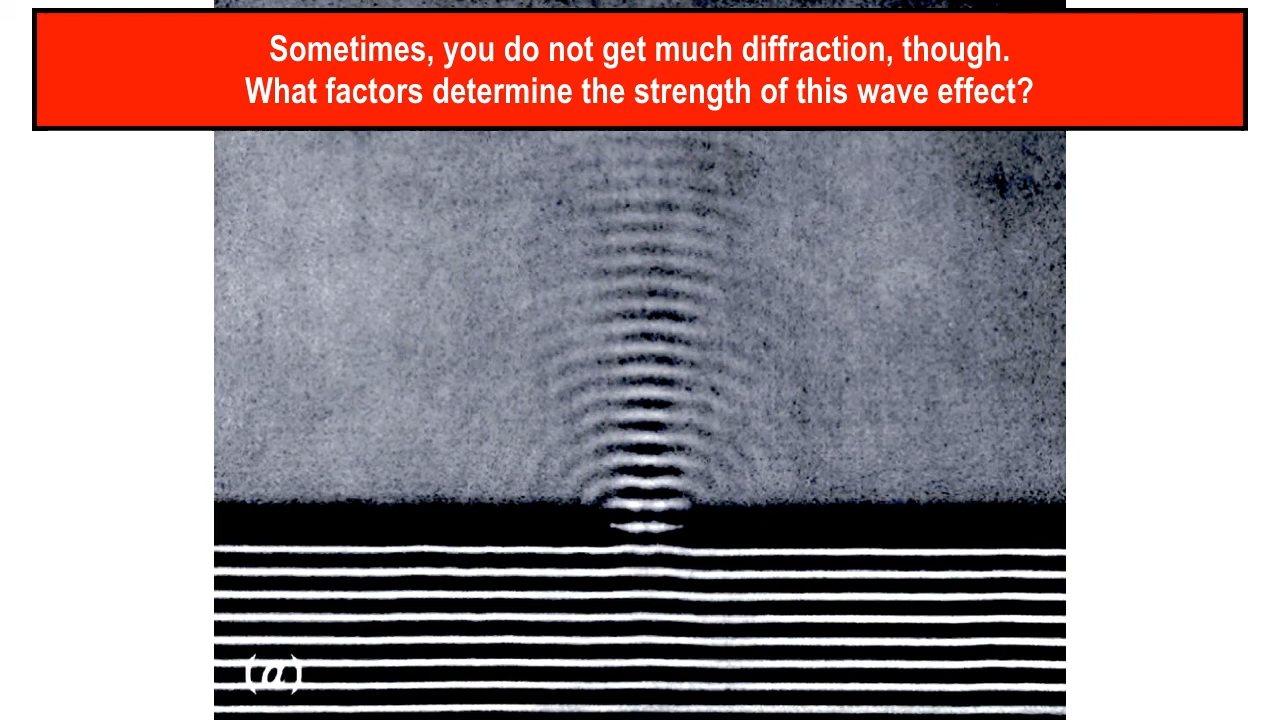 Sometimes, you do not get much diffraction, though.
What factors determine the strength of this wave effect?
(a)